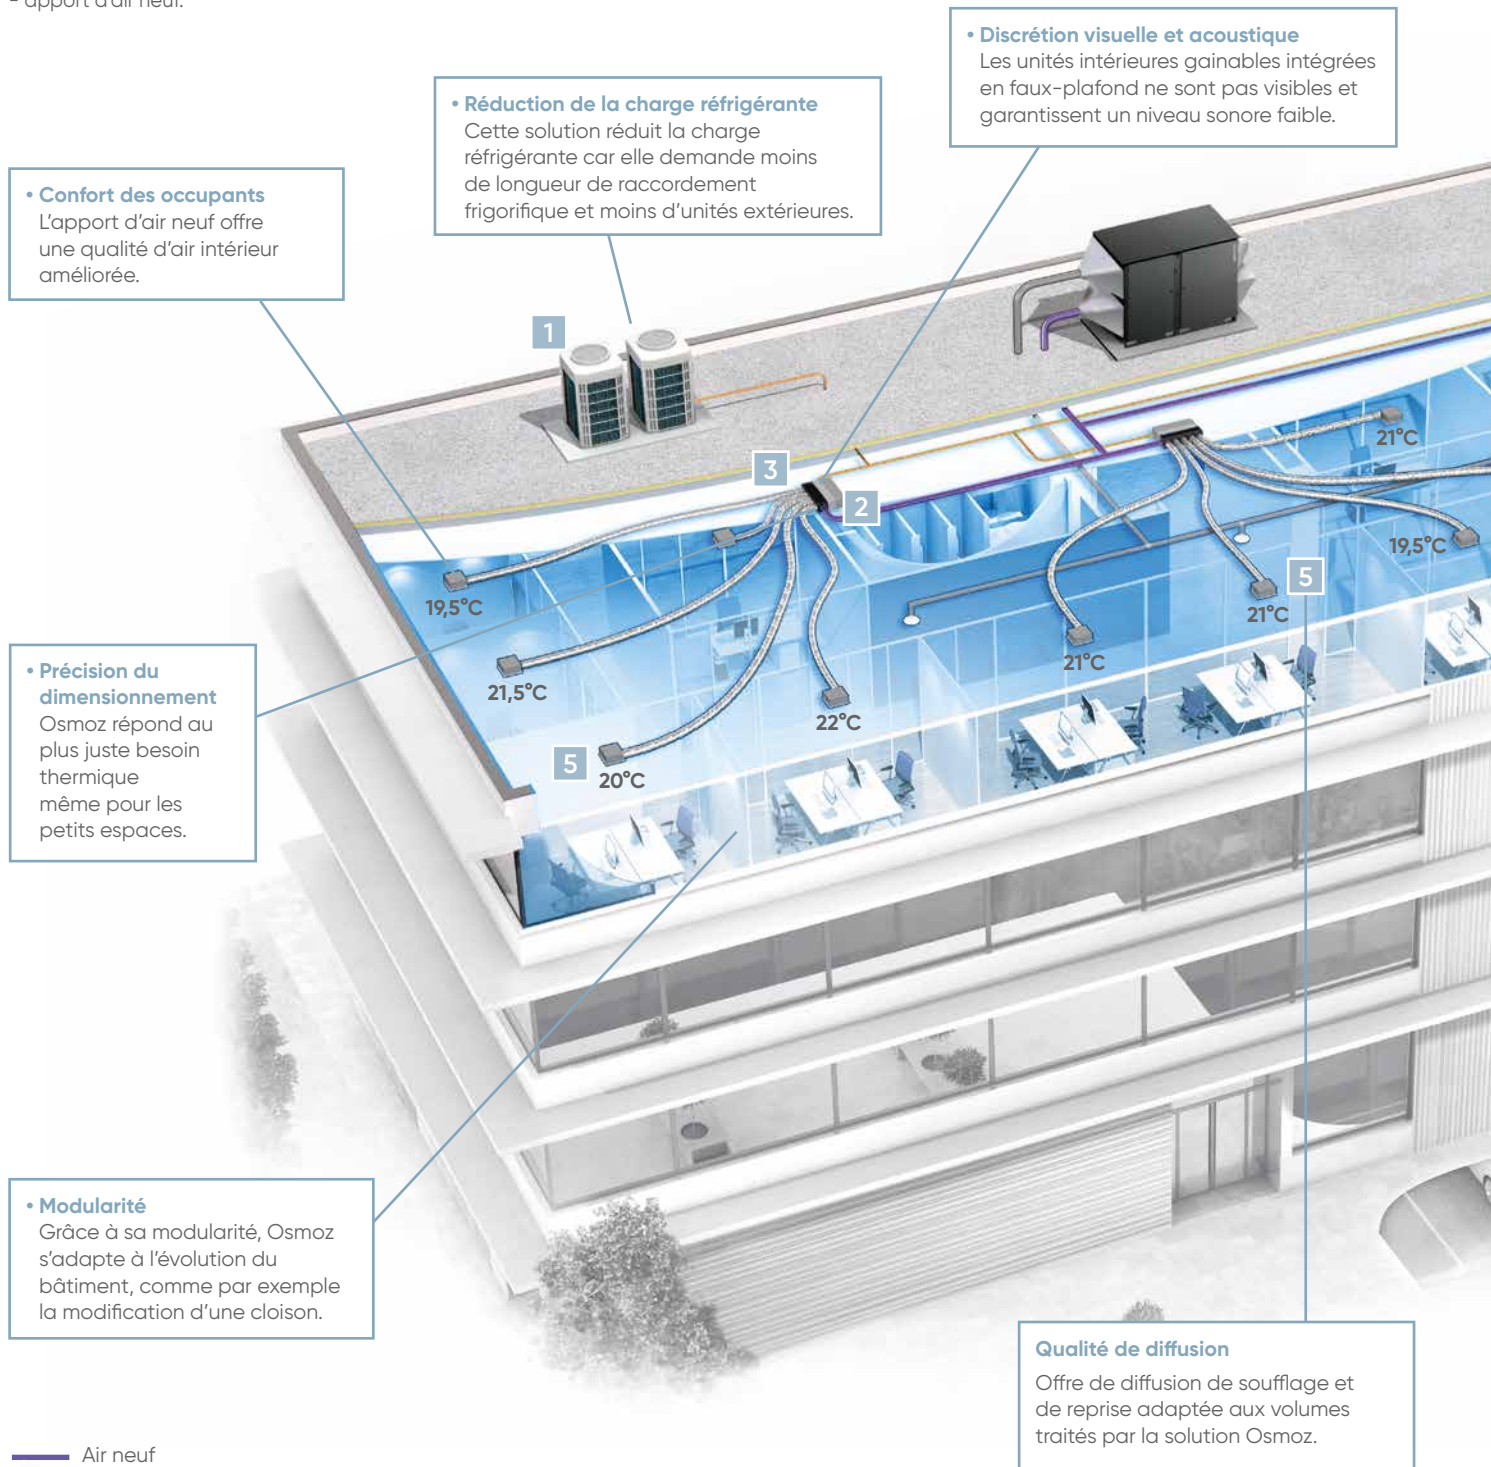 - apport d'air neuf.
• Discrétion visuelle et acoustique
Les unités intérieures gainables intégrées
en faux-plafond ne sont pas visibles et
garantissent un niveau sonore faible.
• Réduction de la charge réfrigérante
Cette solution réduit la charge
réfrigérante car elle demande moins
de longueur de raccordement
frigorifique et moins d'unités extérieures.
• Confort des occupants
L'apport d'air neuf offre
une qualité d'air intérieur
améliorée.
1
3
2
21°C
19,5°C
19,5°C
5
21°C
21°C
21,5°C
22°C
5
20°C
• Précision du
dimensionnement
Osmoz répond au
plus juste besoin
thermique
même pour les
petits espaces.
• Modularité
Grâce à sa modularité, Osmoz
s'adapte à l'évolution du
bâtiment, comme par exemple
la modification d'une cloison.
Qualité de diffusion
Offre de diffusion de soufflage et
de reprise adaptée aux volumes
traités par la solution Osmoz.
Air neuf